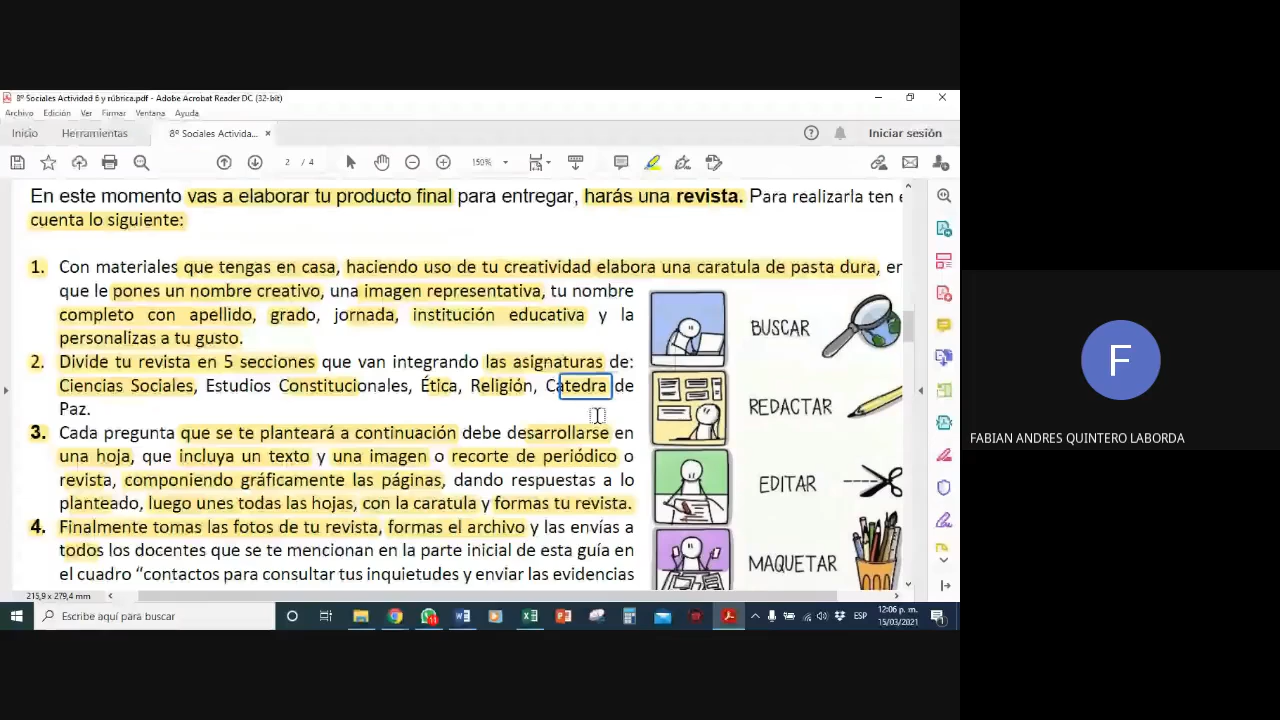 8º Sociales Actividad 6 y rúbrica.pdf - Adobe Acrobat Reader DC (32-bit)
Archivo Edición Ver Firmar Ventana Ayuda
Inicio Herramientas 8º Sociales Activida... × Iniciar sesión
2 / 4 150%
En este momento vas a elaborar tu producto final para entregar, harás una revista. Para realizarla ten e
cuenta lo siguiente:
1. Con materiales que tengas en casa, haciendo uso de tu creatividad elabora una caratula de pasta dura, er
que le pones un nombre creativo, una imagen representativa, tu nombre
completo con apellido, grado, jornada, institución educativa y la
personalizas a tu gusto.
2. Divide tu revista en 5 secciones que van integrando las asignaturas de:
Ciencias Sociales, Estudios Constitucionales, Ética, Religión, Catedra de
Paz.
3. Cada pregunta que se te planteará a continuación debe desarrollarse en
una hoja, que incluya un texto y una imagen o recorte de periódico o
revista, componiendo gráficamente las páginas, dando respuestas a lo
planteado, luego unes todas las hojas, con la caratula y formas tu revista.
4. Finalmente tomas las fotos de tu revista, formas el archivo y las envías a
todos los docentes que se te mencionan en la parte inicial de esta guía en
el cuadro “contactos para consultar tus inquietudes y enviar las evidencias
BUSCAR
REDACTAR
EDITAR
MAQUETAR
215,9 x 279,4 mm
Escribe aquí para buscar
ESP
12:06 p. m.
15/03/2021
F
FABIAN ANDRES QUINTERO LABORDA